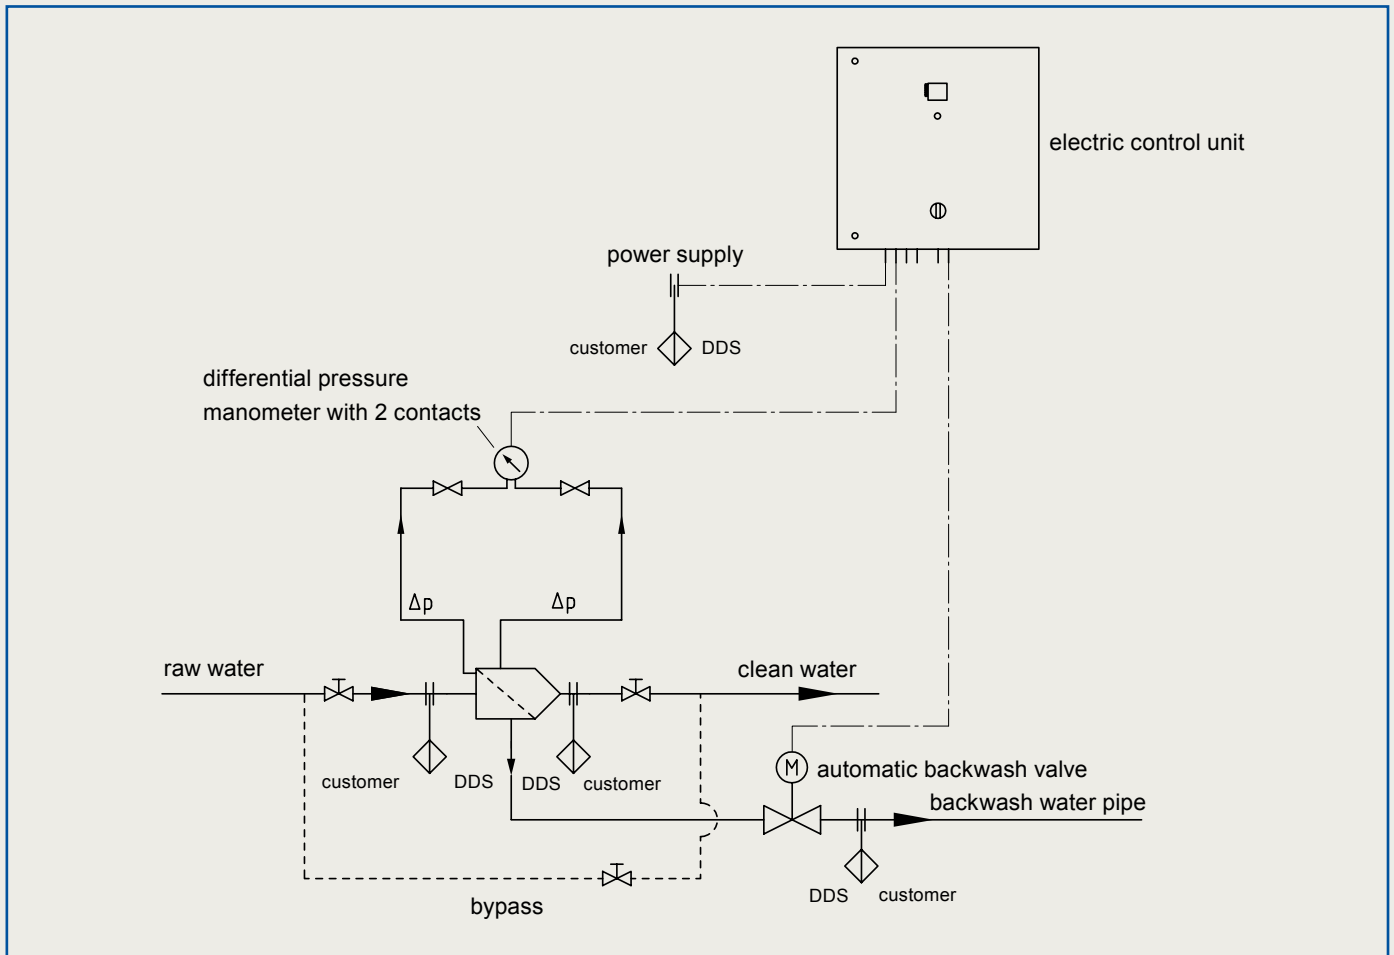 electric control unit
power supply
customer
DDS
differential pressure
manometer with 2 contacts
Δp
Δp
raw water
clean water
customer
DDS
DDS
customer
M
automatic backwash valve
backwash water pipe
DDS
customer
bypass